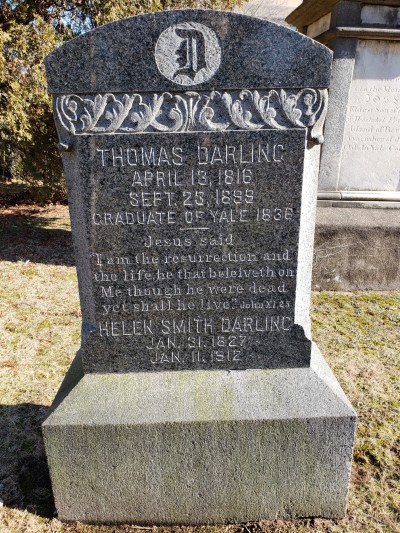 D
THOMAS DARLING
APRIL 13, 1816
SEPT. 25, 1899
GRADUATE OF YALE 1836
Jesus said
"I am the resurrection and
the life, he that beleiveth on
Me though he were dead
yet shall he live." John XI.25
HELEN SMITH DARLING
JAN. 31, 1827
JAN. 11, 1912